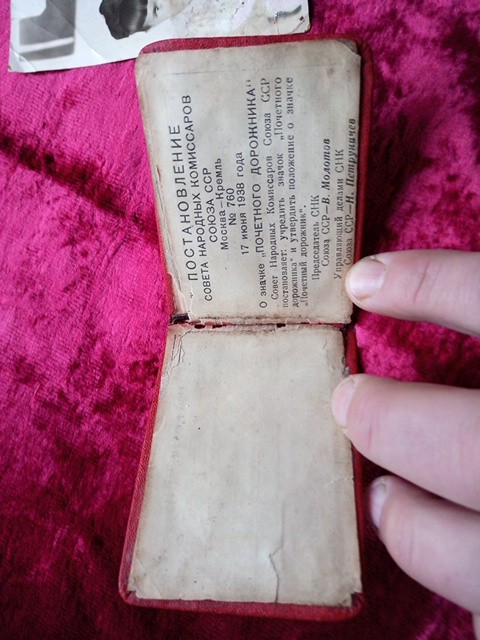 ПОСТАНОВЛЕНИЕ
СОВЕТА НАРОДНЫХ КОМИССАРОВ
СОЮЗА ССР
Москва—Кремль
№ 760
17 июня 1938 года
О значке „ПОЧЕТНОГО ДОРОЖНИКА“
Совет Народных Комиссаров Союза ССР
постановляет: учредить значок „Почетного
дорожника“ и утвердить положение о значке
„Почетный дорожник“.
Председатель СНК
Союза ССР—В. Молотов
Управляющий делами СНК
Союза ССР—Н. Петруничев